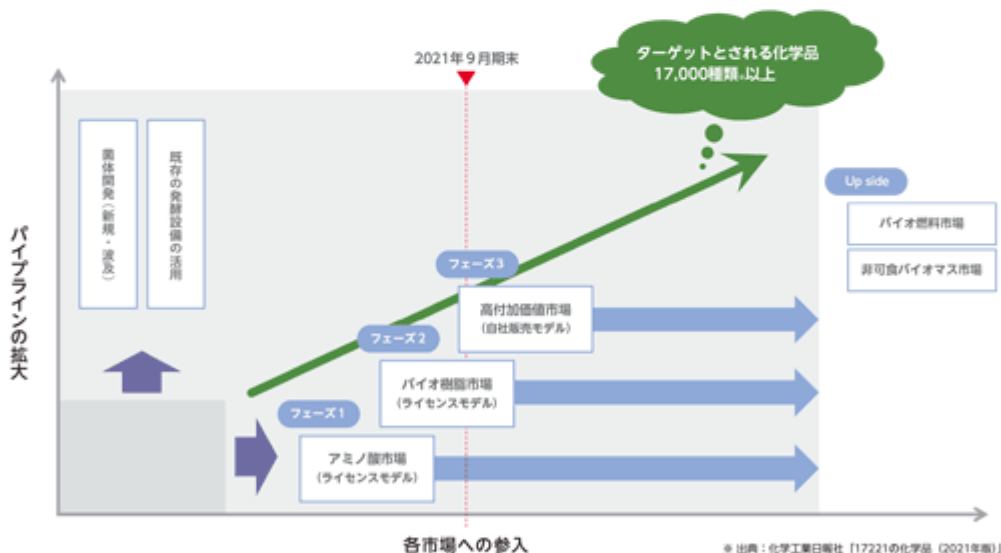 2021年9月期末
ターゲットとされる化学品
17,000種類※以上
菌体開発（新規・波及）
既存の発酵設備の活用
Up side
バイオ燃料市場
非可食バイオマス市場
パイプラインの拡大
フェーズ3
高付加価値市場
（自社販売モデル）
フェーズ2
バイオ樹脂市場
（ライセンスモデル）
フェーズ1
アミノ酸市場
（ライセンスモデル）
各市場への参入
※ 出典：化学工業日報社「17221の化学品（2021年版）」